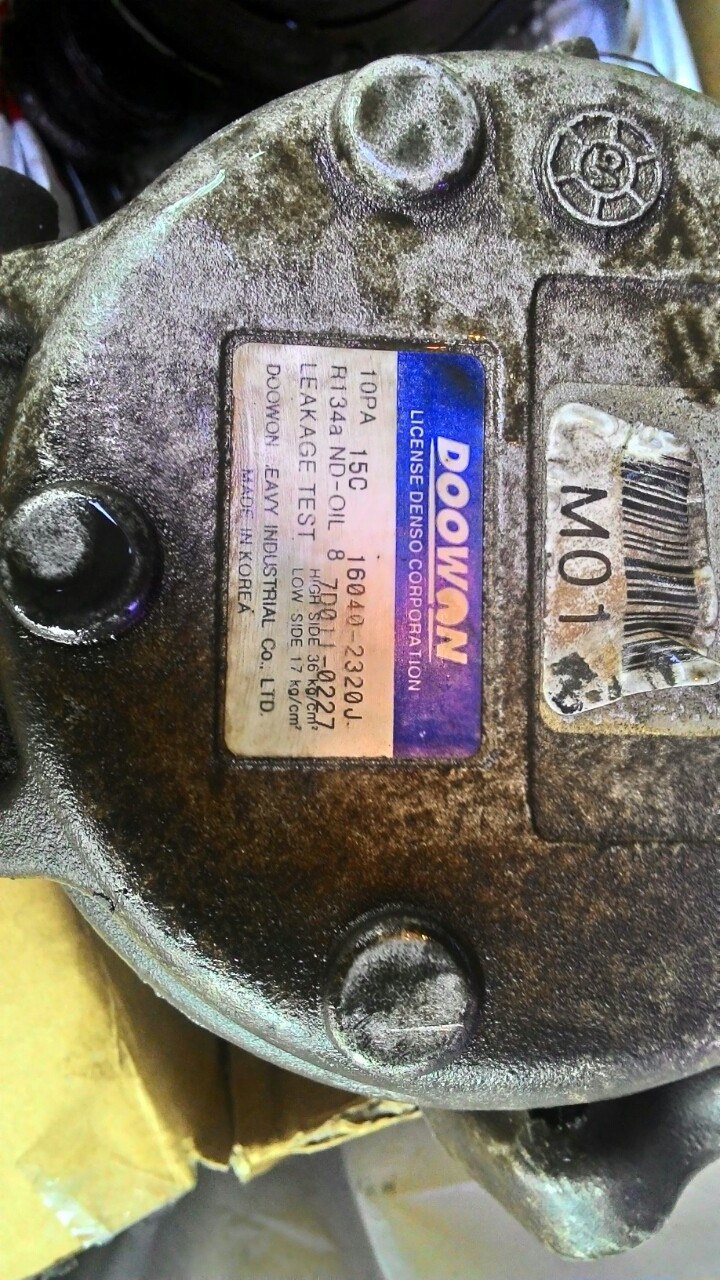 DOOWON
LICENSE DENSO CORPORATION
10PA 15C 16040-2320J
R134a ND-OIL 8 7D011-0227
LEAKAGE TEST HIGH SIDE 36 kg/cm²
LOW SIDE 17 kg/cm²
DOOWON EAVY INDUSTRIAL Co., LTD.
MADE IN KOREA
M01